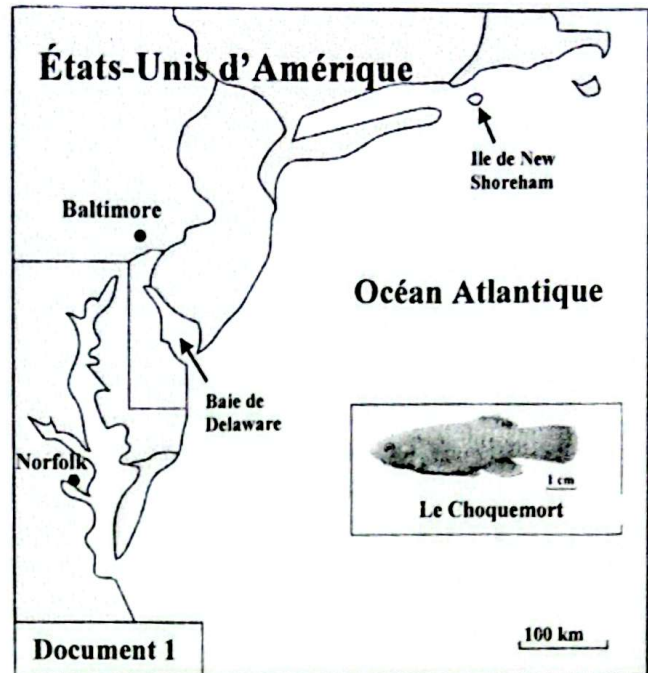 États-Unis d'Amérique
Ile de New
Shoreham
Baltimore
Océan Atlantique
Baie de
Delaware
Norfolk
1 cm
Le Choquemort
100 km
Document 1